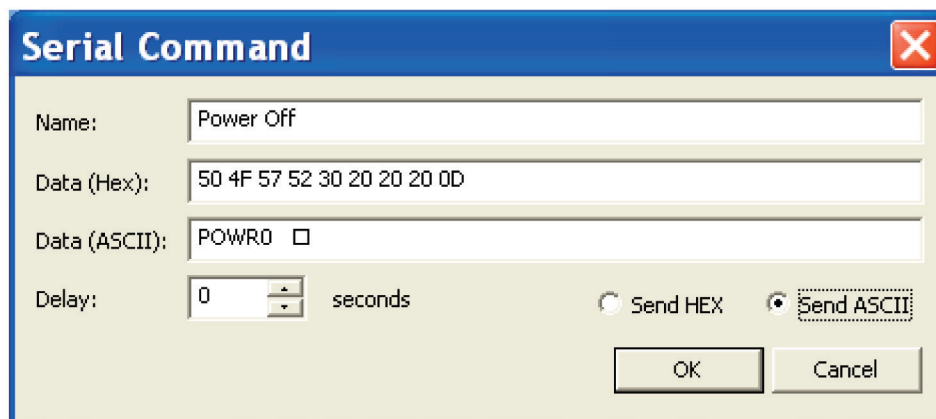 Serial Command
Name: Power Off
Data (Hex): 50 4F 57 52 30 20 20 20 0D
Data (ASCII): POWR0   □
Delay: 0 seconds Send HEX Send ASCII
OK Cancel